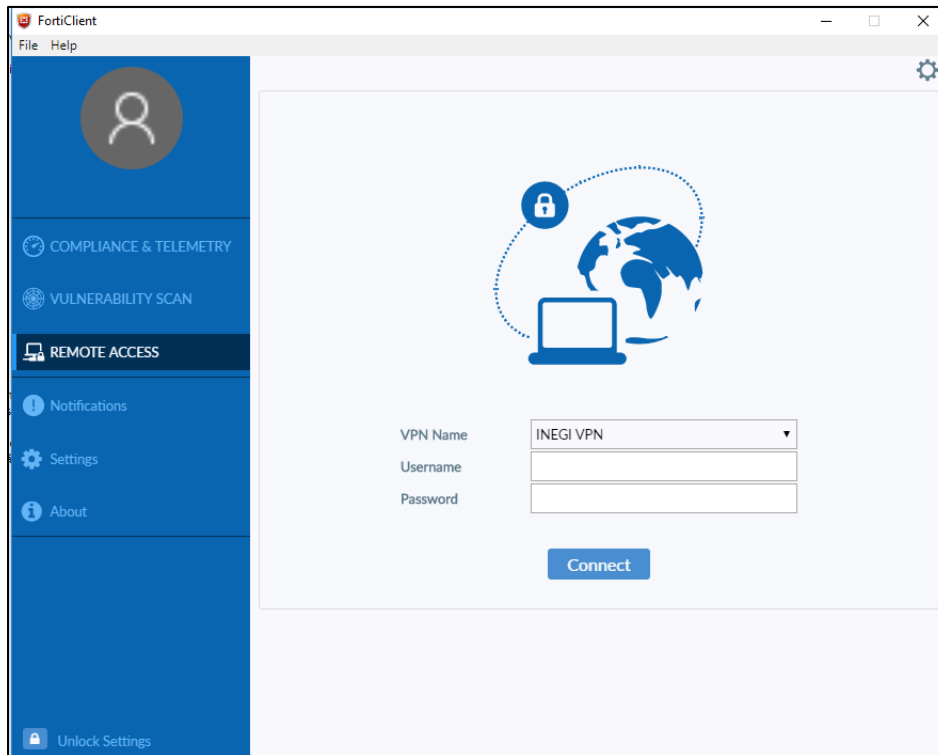 FortiClient
File Help
COMPLIANCE & TELEMETRY
VULNERABILITY SCAN
REMOTE ACCESS
Notifications
Settings
About
Unlock Settings
VPN Name INEGI VPN
Username
Password
Connect